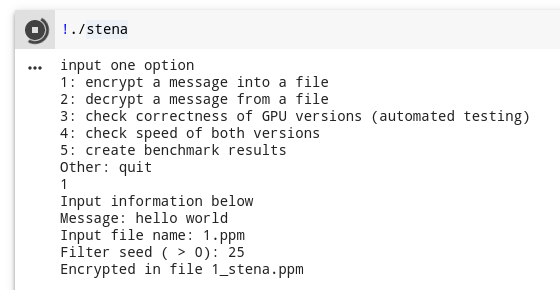 !./stena
input one option
1: encrypt a message into a file
2: decrypt a message from a file
3: check correctness of GPU versions (automated testing)
4: check speed of both versions
5: create benchmark results
Other: quit
1
Input information below
Message: hello world
Input file name: 1.ppm
Filter seed ( > 0): 25
Encrypted in file 1_stena.ppm